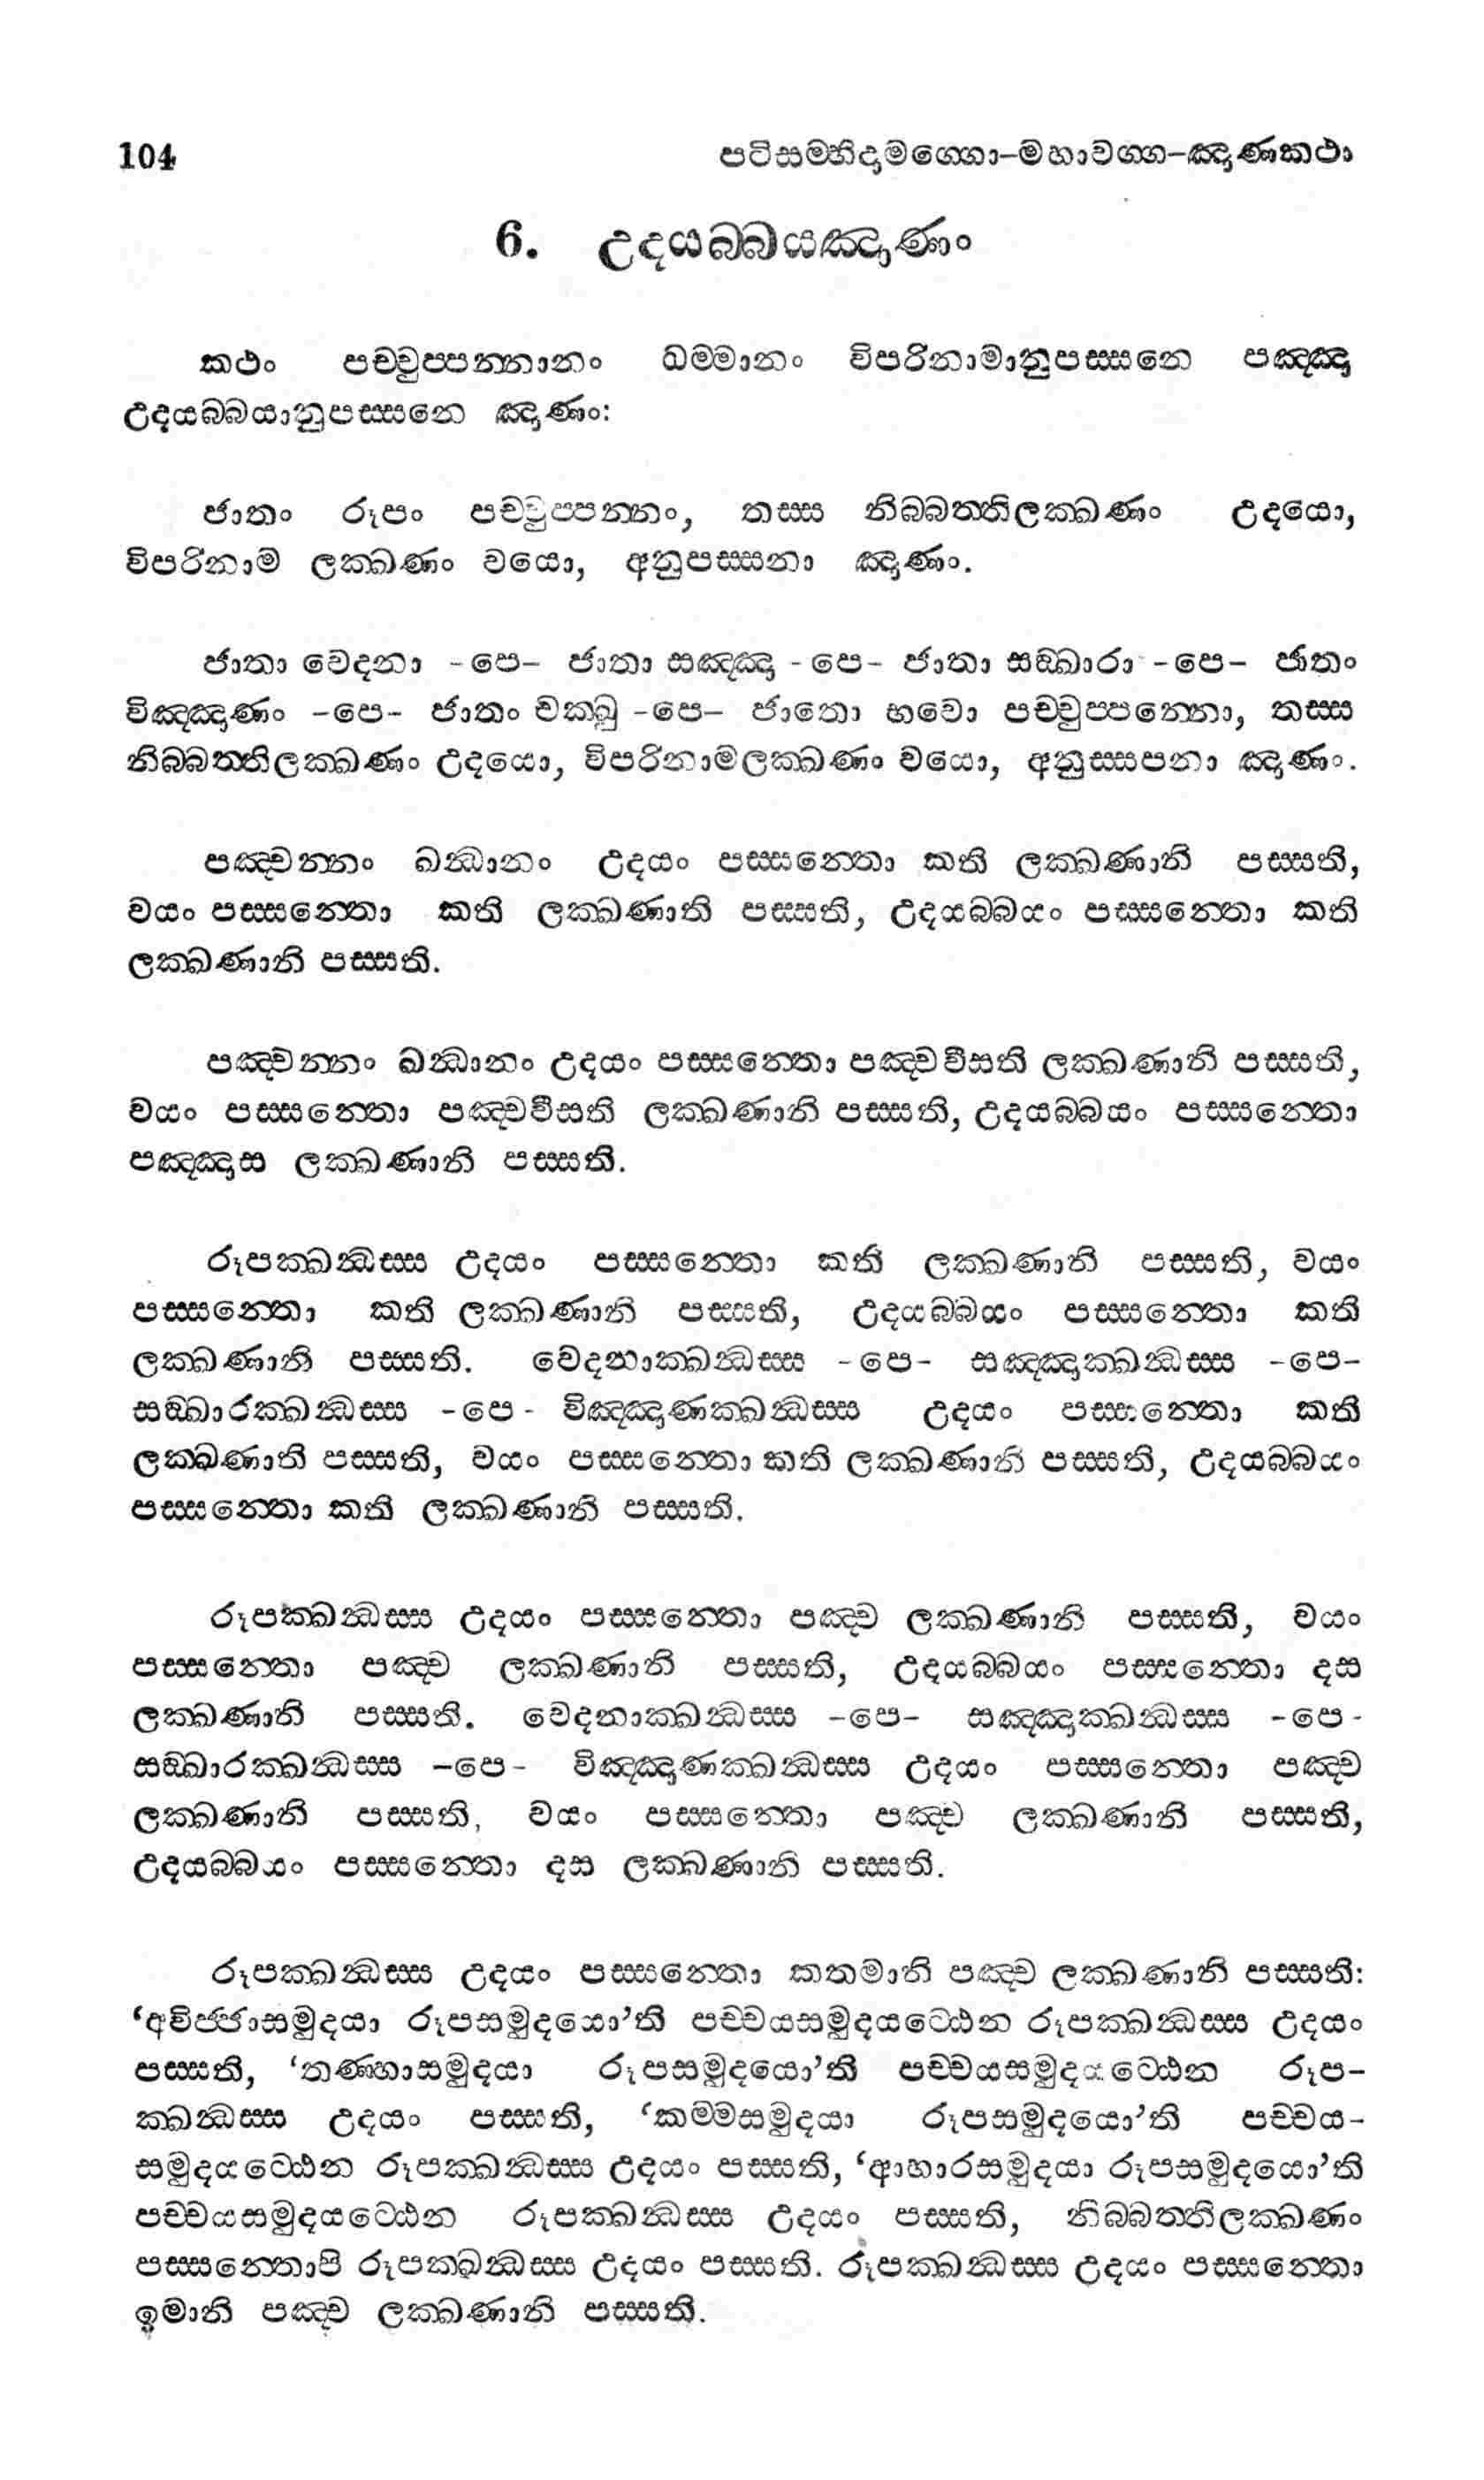 104 පටිසම්භිදාමග්ගො–මහාවග්ග–ඤාණකථා
6. උදයබ්බයඤාණං
කථං පච්චුප්පන්නානං ධම්මානං විපරිනාමානුපස්සනෙ පඤ්ඤා
උදයබ්බයානුපස්සනෙ ඤාණං:
ජාතං රූපං පච්චුප්පන්නං, තස්ස නිබ්බත්තිලක්ඛණං උදයො,
විපරිනාම ලක්ඛණං වයො, අනුපස්සනා ඤාණං.
ජාතා වෙදනා -පෙ- ජාතා සඤ්ඤා -පෙ- ජාතා සඞ්ඛාරා -පෙ- ජාතං
විඤ්ඤාණං -පෙ- ජාතං චක්ඛු -පෙ- ජාතො භවො පච්චුප්පන්නො, තස්ස
නිබ්බත්තිලක්ඛණං උදයො, විපරිනාමලක්ඛණං වයො, අනුස්සපනා ඤාණං.
පඤ්චන්නං ඛන්ධානං උදයං පස්සන්තො කති ලක්ඛණානි පස්සති,
වයං පස්සන්තො කති ලක්ඛණානි පස්සති, උදයබ්බයං පස්සන්තො කති
ලක්ඛණානි පස්සති.
පඤ්චන්නං ඛන්ධානං උදයං පස්සන්තො පඤ්චවීසති ලක්ඛණානි පස්සති,
වයං පස්සන්තො පඤ්චවීසති ලක්ඛණානි පස්සති, උදයබ්බයං පස්සන්තො
පඤ්ඤාස ලක්ඛණානි පස්සති.
රූපක්ඛන්ධස්ස උදයං පස්සන්තො කති ලක්ඛණානි පස්සති, වයං
පස්සන්තො කති ලක්ඛණානි පස්සති, උදයබ්බයං පස්සන්තො කති
ලක්ඛණානි පස්සති. වෙදනාක්ඛන්ධස්ස -පෙ- සඤ්ඤාක්ඛන්ධස්ස -පෙ-
සඞ්ඛාරක්ඛන්ධස්ස -පෙ- විඤ්ඤාණක්ඛන්ධස්ස උදයං පස්සන්තො කති
ලක්ඛණානි පස්සති, වයං පස්සන්තො කති ලක්ඛණානි පස්සති, උදයබ්බයං
පස්සන්තො කති ලක්ඛණානි පස්සති.
රූපක්ඛන්ධස්ස උදයං පස්සන්තො පඤ්ච ලක්ඛණානි පස්සති, වයං
පස්සන්තො පඤ්ච ලක්ඛණානි පස්සති, උදයබ්බයං පස්සන්තො දස
ලක්ඛණානි පස්සති. වෙදනාක්ඛන්ධස්ස -පෙ- සඤ්ඤාක්ඛන්ධස්ස -පෙ-
සඞ්ඛාරක්ඛන්ධස්ස -පෙ- විඤ්ඤාණක්ඛන්ධස්ස උදයං පස්සන්තො පඤ්ච
ලක්ඛණානි පස්සති, වයං පස්සන්තො පඤ්ච ලක්ඛණානි පස්සති,
උදයබ්බයං පස්සන්තො දස ලක්ඛණානි පස්සති.
රූපක්ඛන්ධස්ස උදයං පස්සන්තො කතමානි පඤ්ච ලක්ඛණානි පස්සති:
‘අවිජ්ජාසමුදයා රූපසමුදයො’ති පච්චයසමුදයට්ඨෙන රූපක්ඛන්ධස්ස උදයං
පස්සති, ‘තණ්හාසමුදයා රූපසමුදයො’ති පච්චයසමුදයට්ඨෙන රූප-
ක්ඛන්ධස්ස උදයං පස්සති, ‘කම්මසමුදයා රූපසමුදයො’ති පච්චය-
සමුදයට්ඨෙන රූපක්ඛන්ධස්ස උදයං පස්සති, ‘ආහාරසමුදයා රූපසමුදයො’ති
පච්චයසමුදයට්ඨෙන රූපක්ඛන්ධස්ස උදයං පස්සති, නිබ්බත්තිලක්ඛණං
පස්සන්තොපි රූපක්ඛන්ධස්ස උදයං පස්සති. රූපක්ඛන්ධස්ස උදයං පස්සන්තො
ඉමානි පඤ්ච ලක්ඛණානි පස්සති.